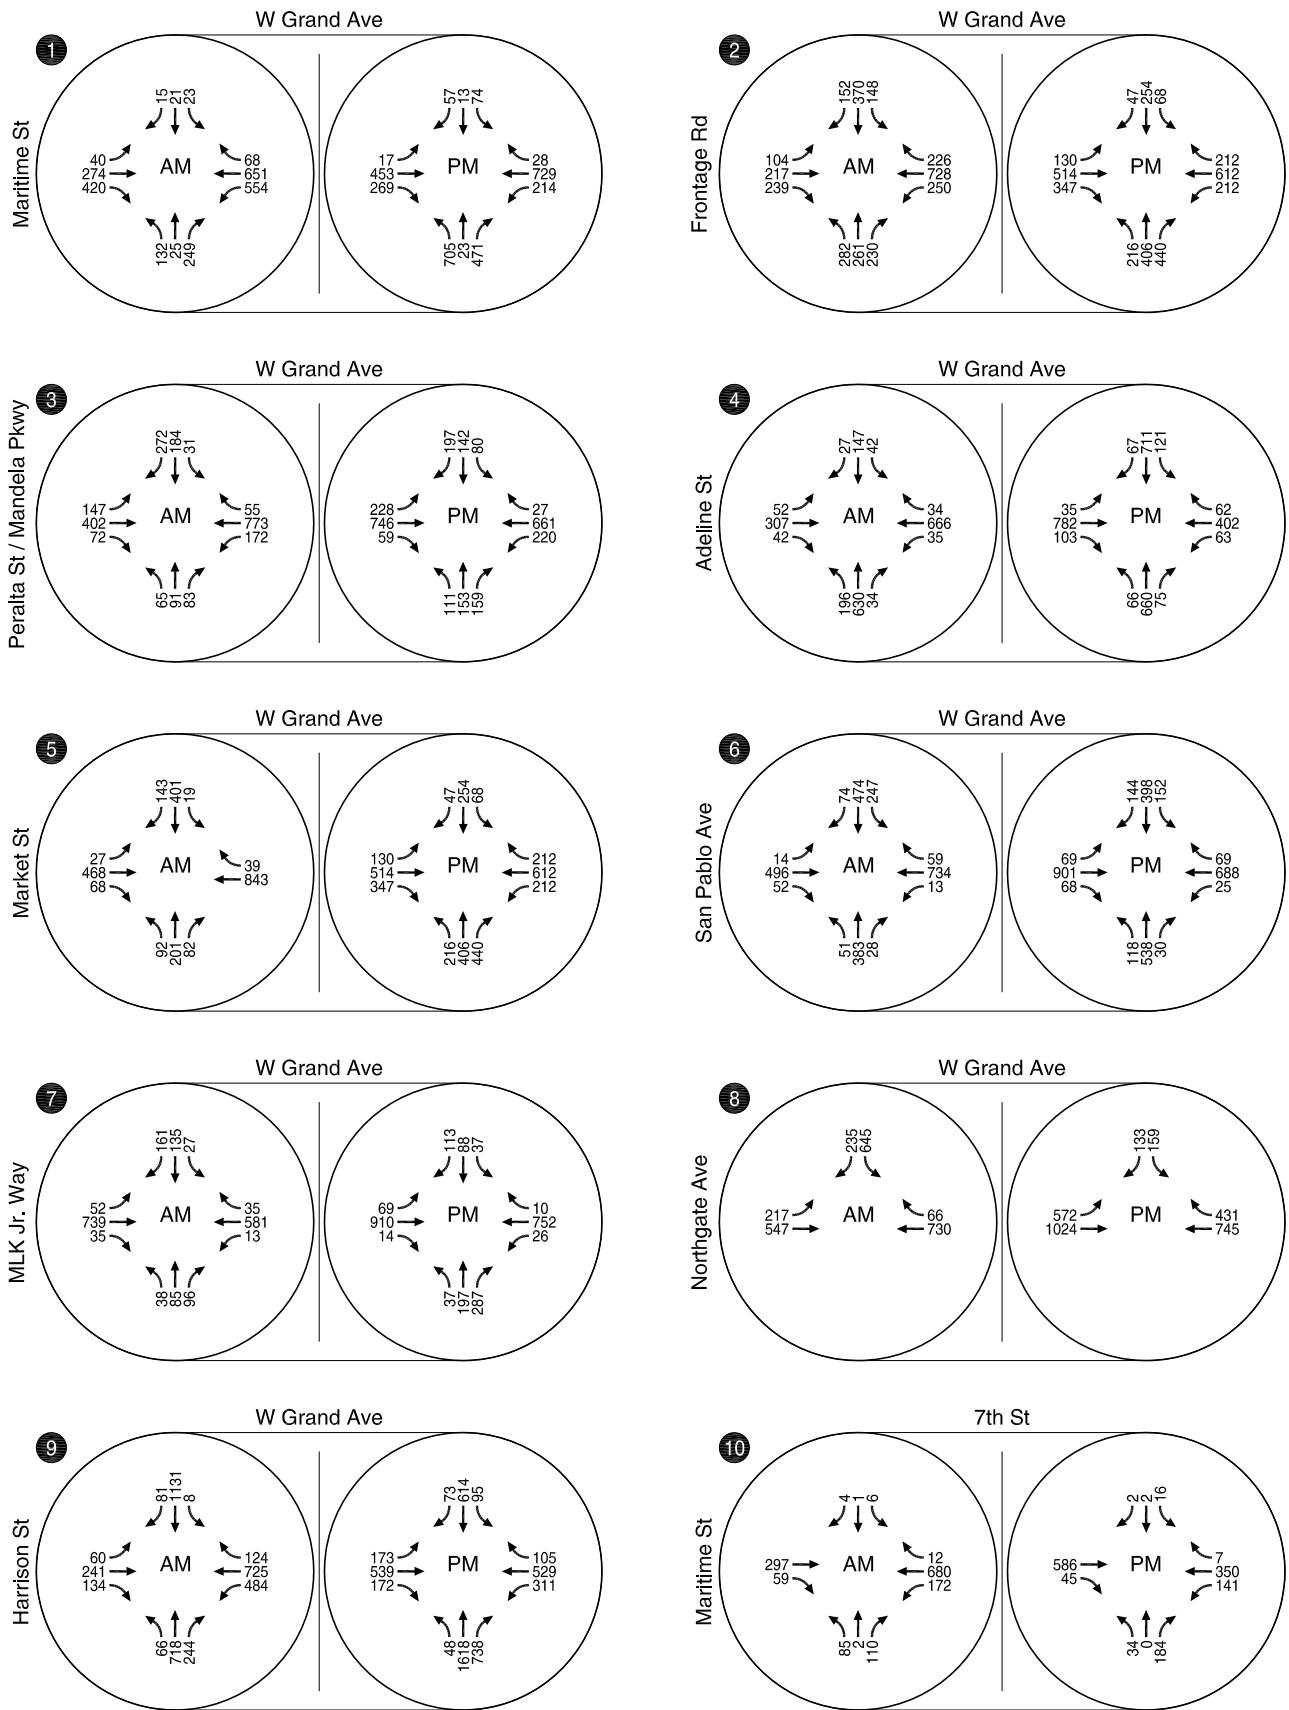 W Grand Ave
1
Maritime St
15 21 23
40
274
420
AM
68
651
554
132 25 249
57 13 74
17
453
269
PM
28
729
214
705 23 471
W Grand Ave
2
Frontage Rd
152 370 148
104
217
239
AM
226
728
250
282 261 230
47 254 68
130
514
347
PM
212
612
212
216 406 440
W Grand Ave
3
Peralta St / Mandela Pkwy
272 184 31
147
402
72
AM
55
773
172
65 91 83
197 142 80
228
746
59
PM
27
661
220
111 153 159
W Grand Ave
4
Adeline St
27 147 42
52
307
42
AM
34
666
35
196 630 34
67 711 121
35
782
103
PM
62
402
63
66 660 75
W Grand Ave
5
Market St
143 401 19
27
468
68
AM
39
843
92 201 82
47 254 68
130
514
347
PM
212
612
212
216 406 440
W Grand Ave
6
San Pablo Ave
74 474 247
14
496
52
AM
59
734
13
51 383 28
144 398 152
69
901
68
PM
69
688
25
118 538 30
W Grand Ave
7
MLK Jr. Way
161 135 27
52
739
35
AM
35
581
13
38 85 96
113 88 37
69
910
14
PM
10
752
26
37 197 287
W Grand Ave
8
Northgate Ave
235 645
217
547
AM
66
730
133 159
572
1024
PM
431
745
W Grand Ave
9
Harrison St
81 1131 8
60
241
134
AM
124
725
484
66 718 244
73 614 95
173
539
172
PM
105
529
311
48 1618 738
7th St
10
Maritime St
4 1 6
297
59
AM
12
680
172
85 2 110
2 2 16
586
45
PM
7
350
141
34 0 184